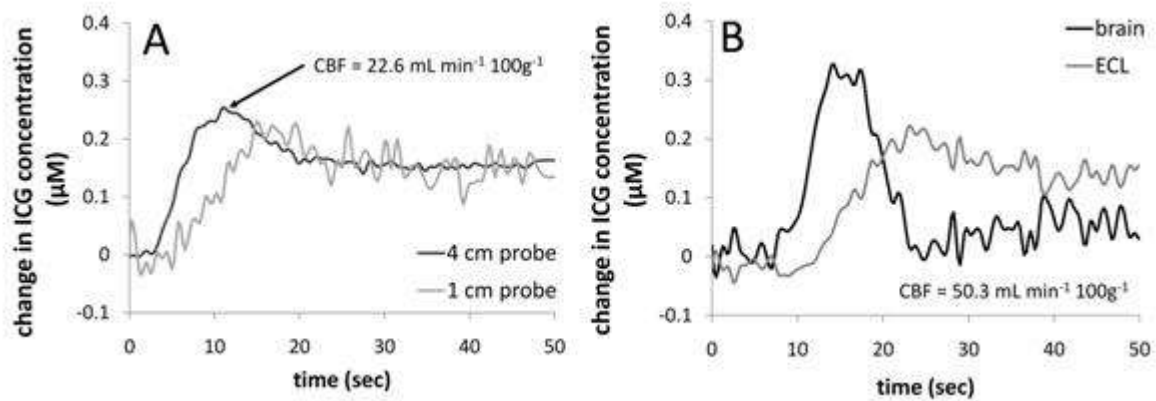 A
change in ICG concentration
(μM)
0.4
0.3
0.2
0.1
0
-0.1
CBF = 22.6 mL min⁻¹ 100g⁻¹
4 cm probe
1 cm probe
0 10 20 30 40 50
time (sec)
B
change in ICG concentration
(μM)
0.4
0.3
0.2
0.1
0
-0.1
brain
ECL
CBF = 50.3 mL min⁻¹ 100g⁻¹
0 10 20 30 40 50
time (sec)